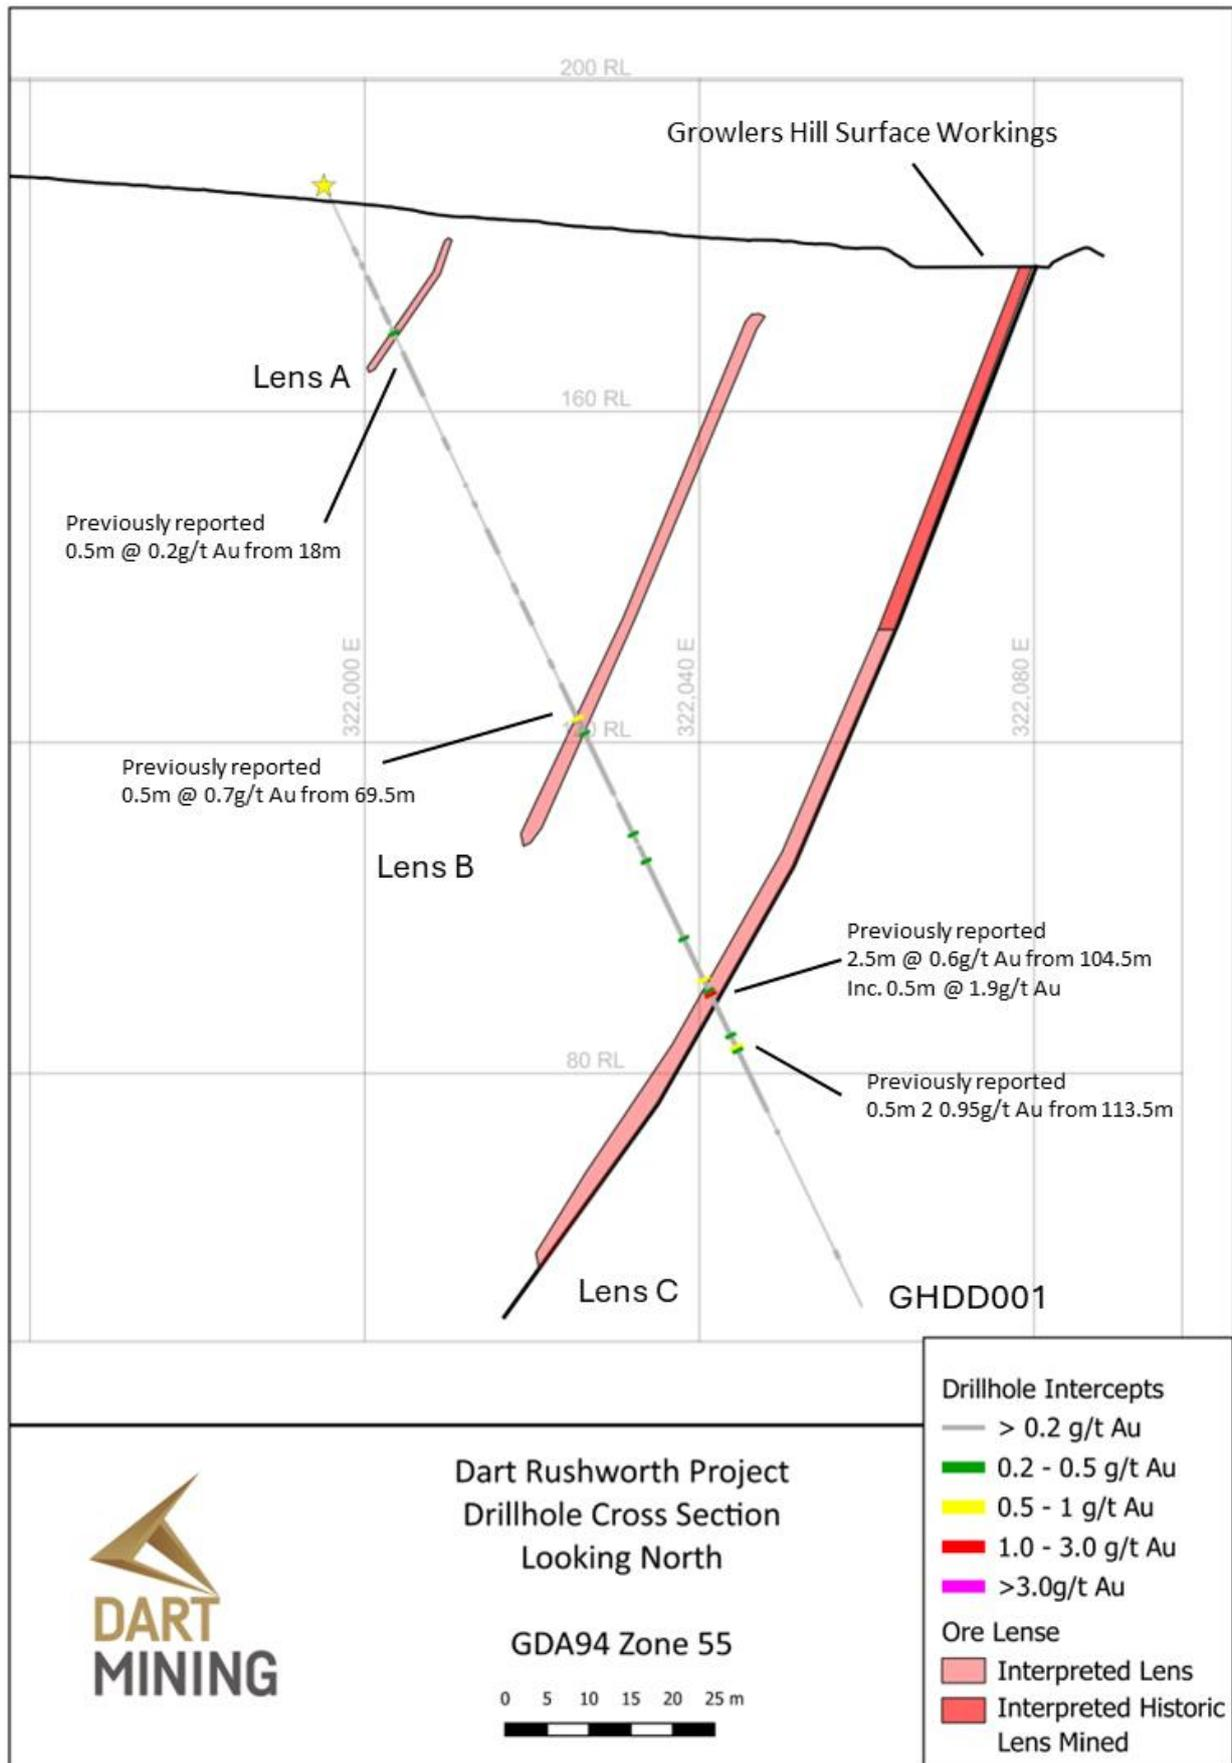 200 RL
Growlers Hill Surface Workings
Lens A
160 RL
Previously reported
0.5m @ 0.2g/t Au from 18m
322,000 E
322,040 E
322,080 E
RL
Previously reported
0.5m @ 0.7g/t Au from 69.5m
Lens B
Previously reported
2.5m @ 0.6g/t Au from 104.5m
Inc. 0.5m @ 1.9g/t Au
80 RL
Previously reported
0.5m 2 0.95g/t Au from 113.5m
Lens C
GHDD001
Drillhole Intercepts
> 0.2 g/t Au
0.2 - 0.5 g/t Au
0.5 - 1 g/t Au
1.0 - 3.0 g/t Au
>3.0g/t Au
Ore Lense
Interpreted Lens
Interpreted Historic
Lens Mined
Dart Rushworth Project
Drillhole Cross Section
Looking North
GDA94 Zone 55
0 5 10 15 20 25 m
DART
MINING